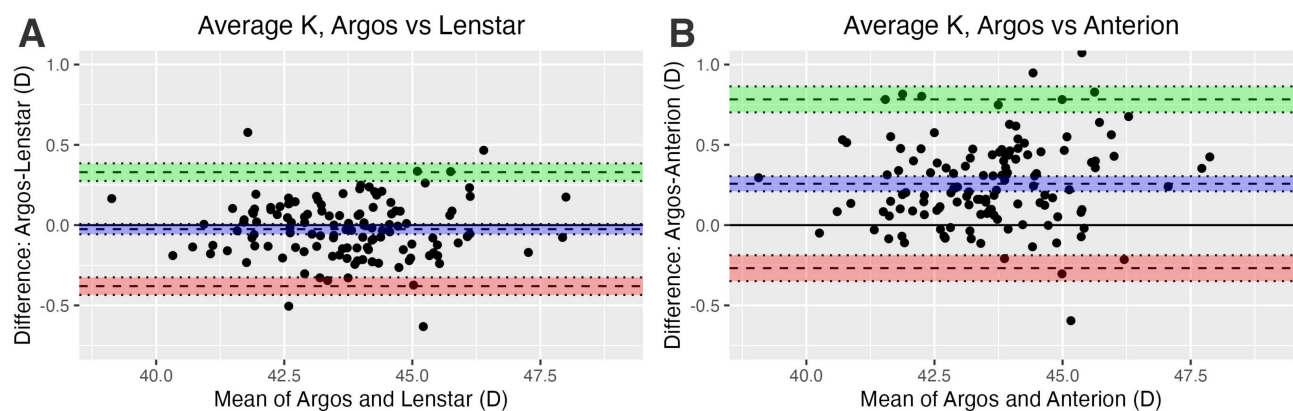 A
Average K, Argos vs Lenstar
Difference: Argos-Lenstar (D)
1.0
0.5
0.0
-0.5
40.0 42.5 45.0 47.5
Mean of Argos and Lenstar (D)
B
Average K, Argos vs Anterion
Difference: Argos-Anterion (D)
1.0
0.5
0.0
-0.5
40.0 42.5 45.0 47.5
Mean of Argos and Anterion (D)